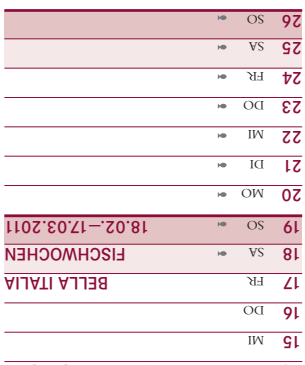 15 MI
16 DO
17 FR BELLA ITALIA
18 SA FISCHWOCHEN
19 SO 18.02.–17.03.2011
20 MO
21 DI
22 MI
23 DO
24 FR
25 SA
26 SO